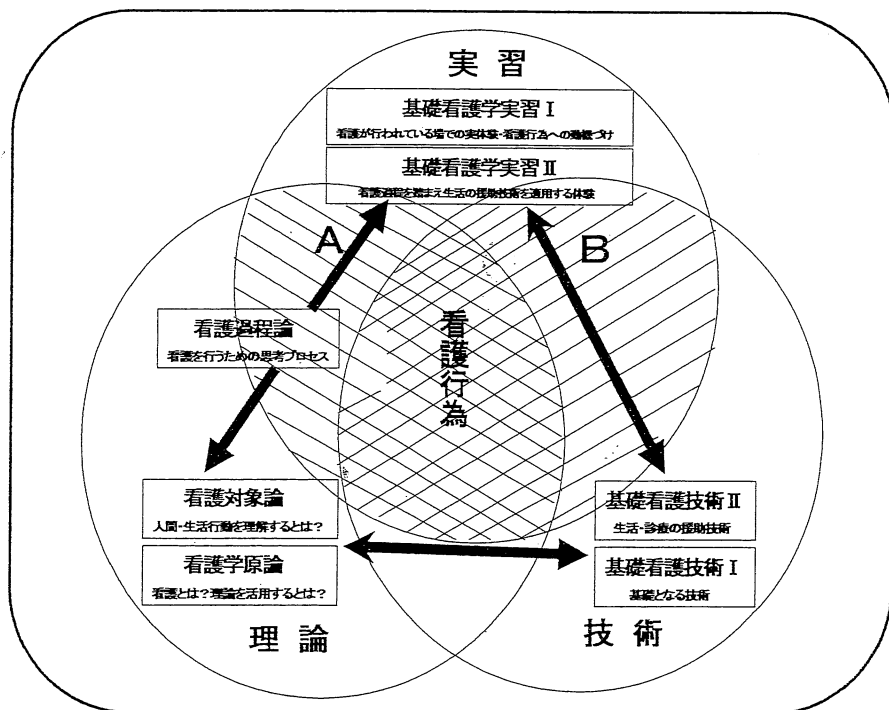 実 習
基礎看護学実習Ⅰ
看護が行われている場での実体験・看護行為への動機づけ
基礎看護学実習Ⅱ
看護過程を踏まえ生活の援助技術を適用する体験
A
B
看護過程論
看護を行うための思考プロセス
看護行為
看護対象論
人間・生活行動を理解するとは?
看護学原論
看護とは?理論を活用するとは?
基礎看護技術Ⅱ
生活・診療の援助技術
基礎看護技術Ⅰ
基礎となる技術
理 論
技 術